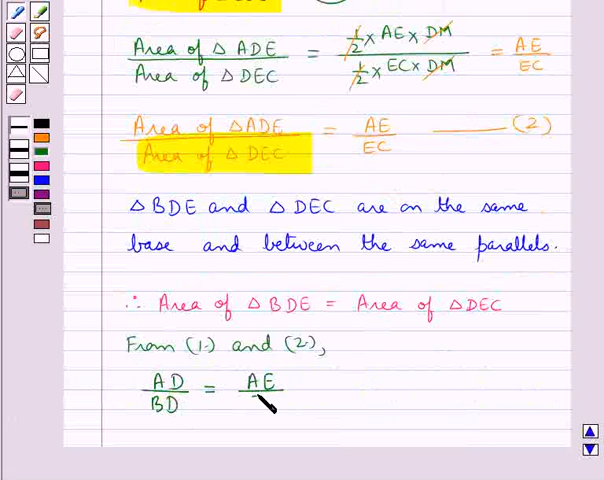 Area of △ ADE / Area of △ DEC = ½ × AE × DM / ½ × EC × DM = AE / EC
Area of △ADE / Area of △ DEC = AE / EC ——— (2)
△ BDE and △ DEC are on the same
base and between the same parallels.
∴ Area of △ BDE = Area of △ DEC
From (1.) and (2.),
AD / BD = AE /